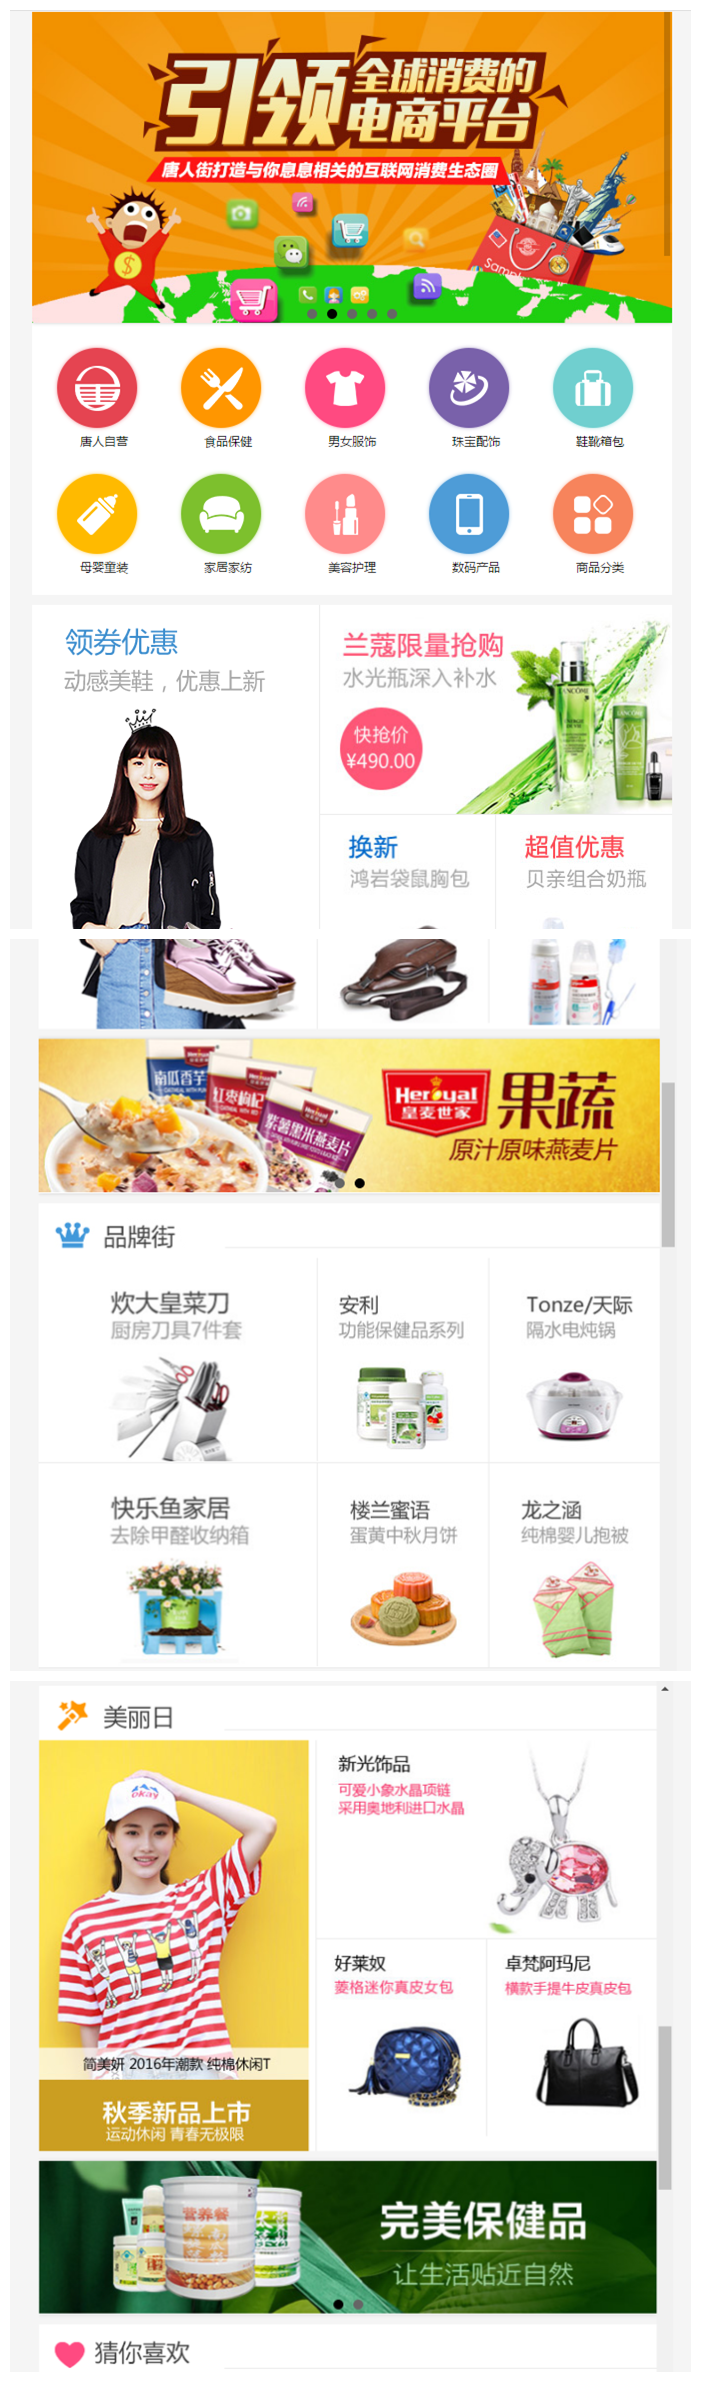 引领
全球消费的
电商平台
唐人街打造与你息息相关的互联网消费生态圈
$
唐人自营
食品保健
男女服饰
珠宝配饰
鞋靴箱包
母婴童装
家居家纺
美容护理
数码产品
商品分类
领券优惠
动感美鞋，优惠上新
兰蔻限量抢购
水光瓶深入补水
快抢价
¥490.00
LANCÔME
LANCÔME
换新
鸿岩袋鼠胸包
超值优惠
贝亲组合奶瓶
南瓜香芋
红枣枸杞
紫薯黑米燕麦片
Heroyal
Heroyal
皇麦世家
果蔬
原汁原味燕麦片
品牌街
炊大皇菜刀
厨房刀具7件套
安利
功能保健品系列
Tonze/天际
隔水电炖锅
快乐鱼家居
去除甲醛收纳箱
楼兰蜜语
蛋黄中秋月饼
龙之涵
纯棉婴儿抱被
美丽日
okay
简美妍 2016年潮款 纯棉休闲T
秋季新品上市
运动休闲 青春无极限
新光饰品
可爱小象水晶项链
采用奥地利进口水晶
好莱奴
菱格迷你真皮女包
卓梵阿玛尼
横款手提牛皮真皮包
营养餐
完美保健品
让生活贴近自然
猜你喜欢